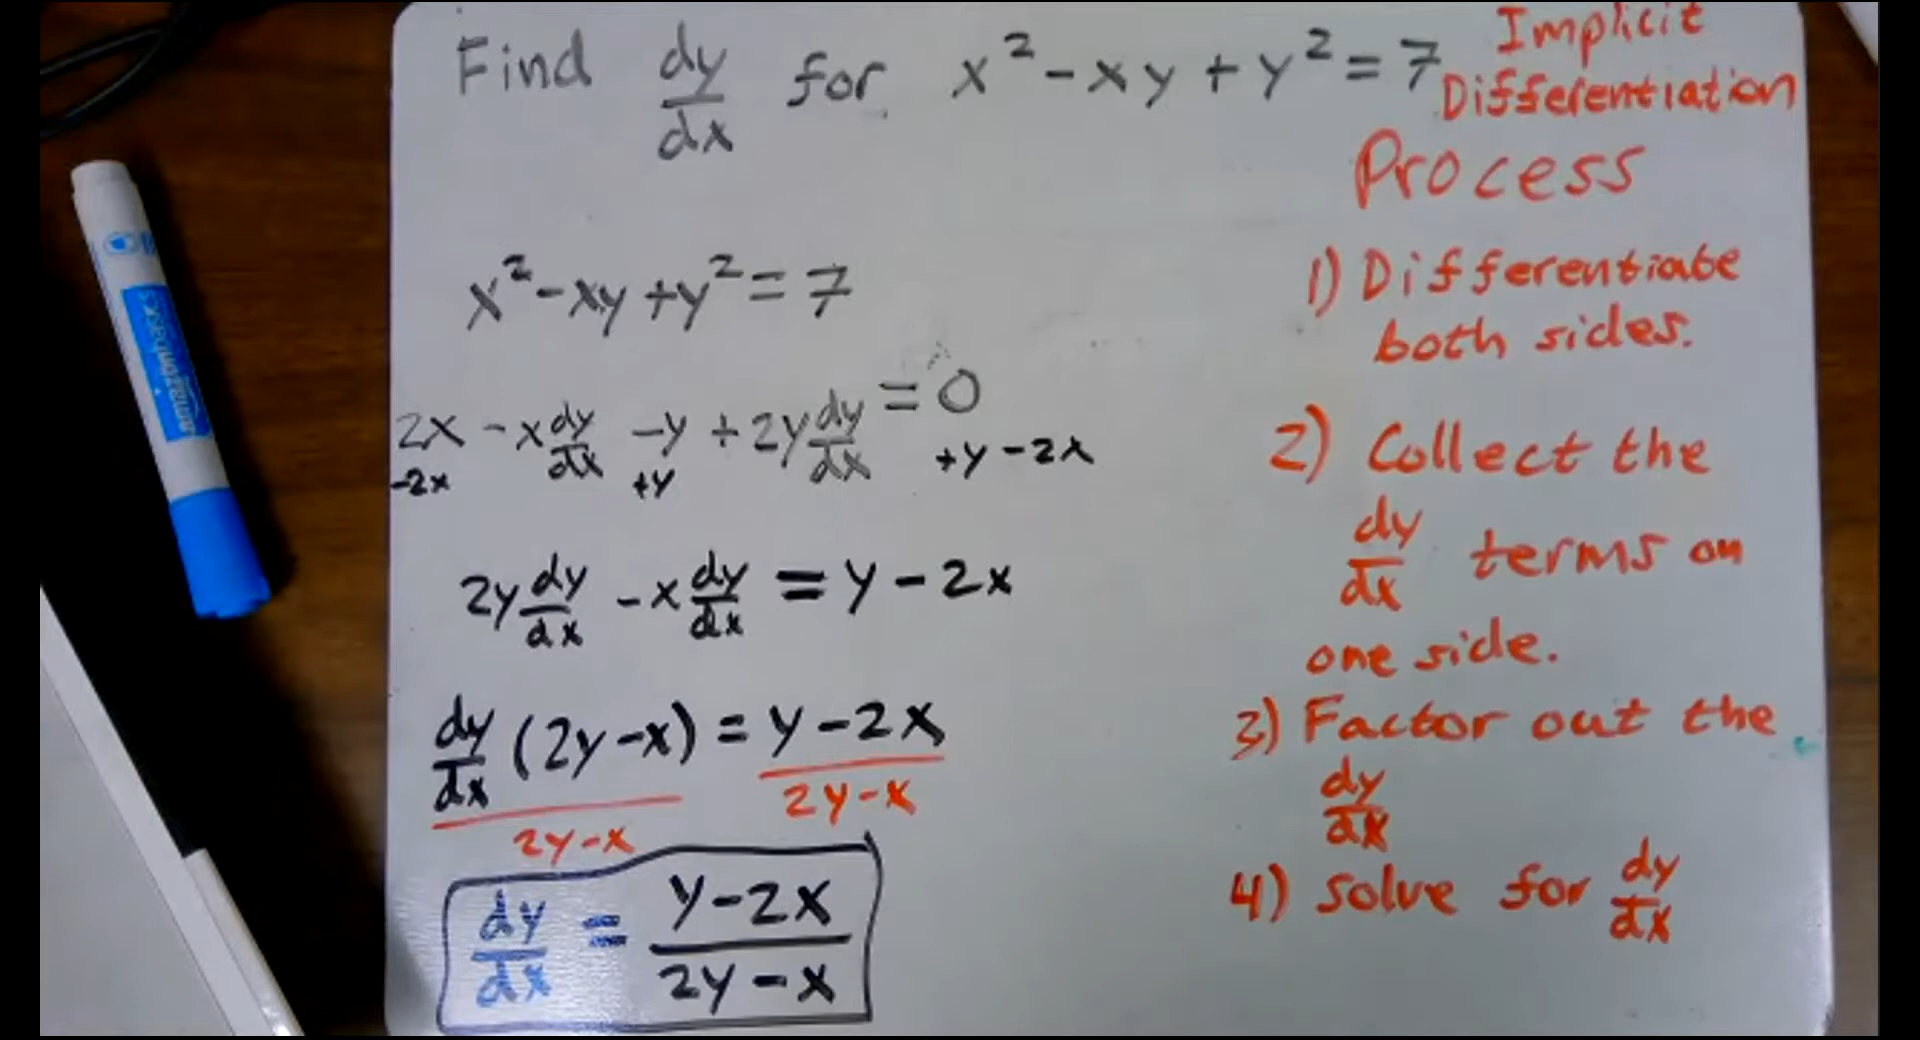 Find dy/dx for x² - xy + y² = 7
Implicit
Differentiation
Process
x² - xy + y² = 7
2x - x dy/dx - y + 2y dy/dx = 0
-2x +y +y - 2x
2y dy/dx - x dy/dx = y - 2x
dy/dx (2y - x) = y - 2x
2y - x 2y - x
dy/dx = (y - 2x)/(2y - x)
1) Differentiate
both sides.
2) Collect the
dy/dx terms on
one side.
3) Factor out the
dy/dx
4) Solve for dy/dx
amazonbasics